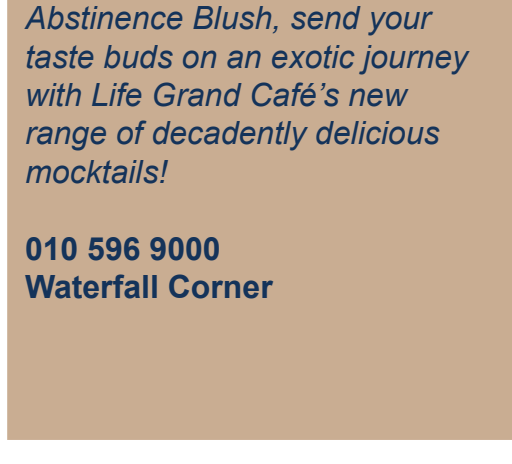 Abstinence Blush, send your
taste buds on an exotic journey
with Life Grand Café’s new
range of decadently delicious
mocktails!
010 596 9000
Waterfall Corner